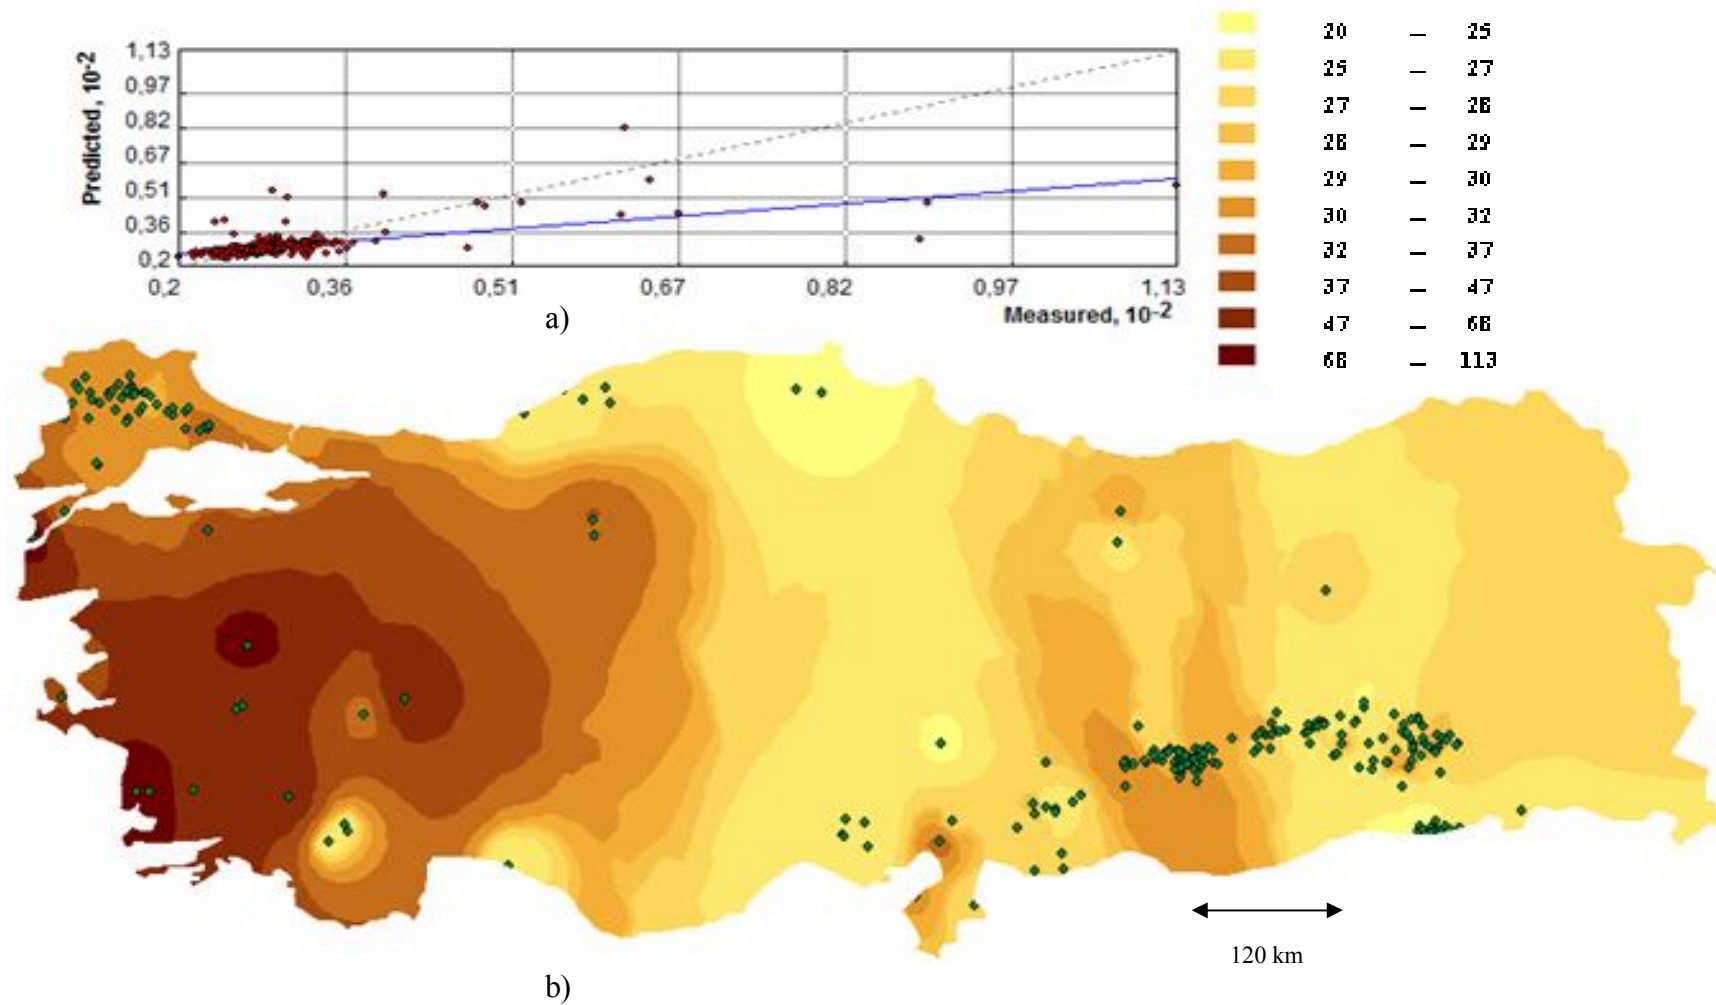 Predicted, 10-2
1,13
0,97
0,82
0,67
0,51
0,36
0,2
0,2 0,36 0,51 0,67 0,82 0,97 1,13
Measured, 10-2
a)
20 – 25
25 – 27
27 – 28
28 – 29
29 – 30
30 – 32
32 – 37
37 – 47
47 – 68
68 – 113
120 km
b)